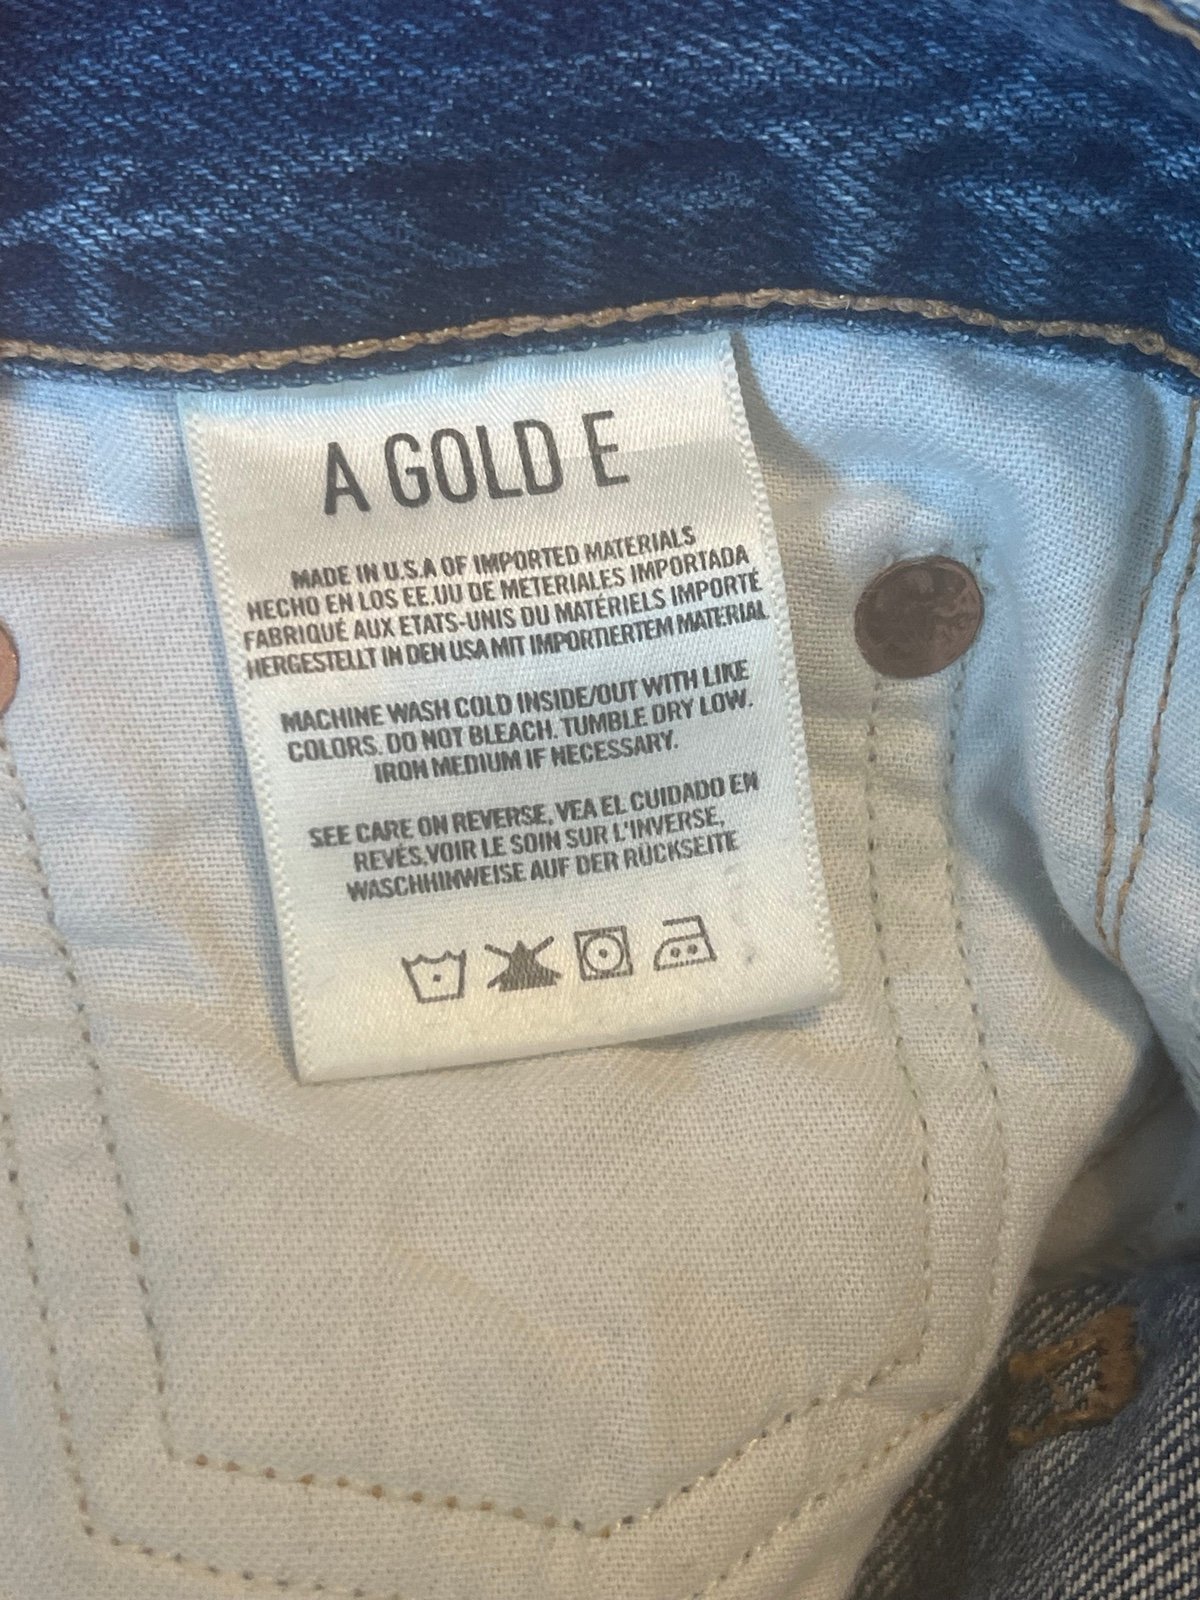 A GOLD E
MADE IN U.S.A OF IMPORTED MATERIALS
HECHO EN LOS EE.UU DE METERIALES IMPORTADA
FABRIQUÉ AUX ETATS-UNIS DU MATÉRIELS IMPORTÉ
HERGESTELLT IN DEN USA MIT IMPORTIERTEM MATERIAL
MACHINE WASH COLD INSIDE/OUT WITH LIKE
COLORS. DO NOT BLEACH. TUMBLE DRY LOW.
IRON MEDIUM IF NECESSARY.
SEE CARE ON REVERSE, VEA EL CUIDADO EN
REVÉS, VOIR LE SOIN SUR L'INVERSE,
WASCHHINWEISE AUF DER RÜCKSEITE